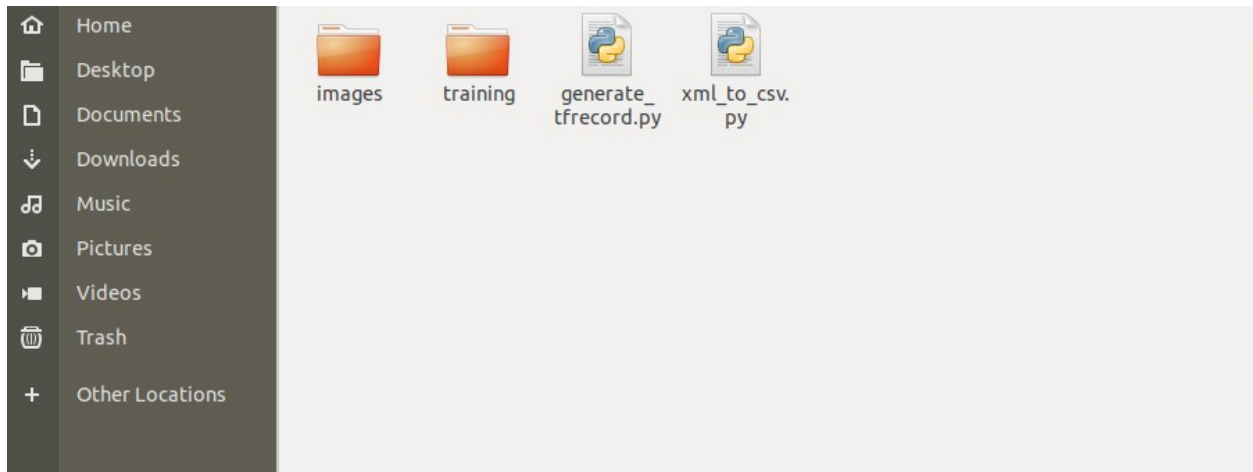 Home
Desktop
Documents
Downloads
Music
Pictures
Videos
Trash
Other Locations
images
training
generate_
tfrecord.py
xml_to_csv.
py